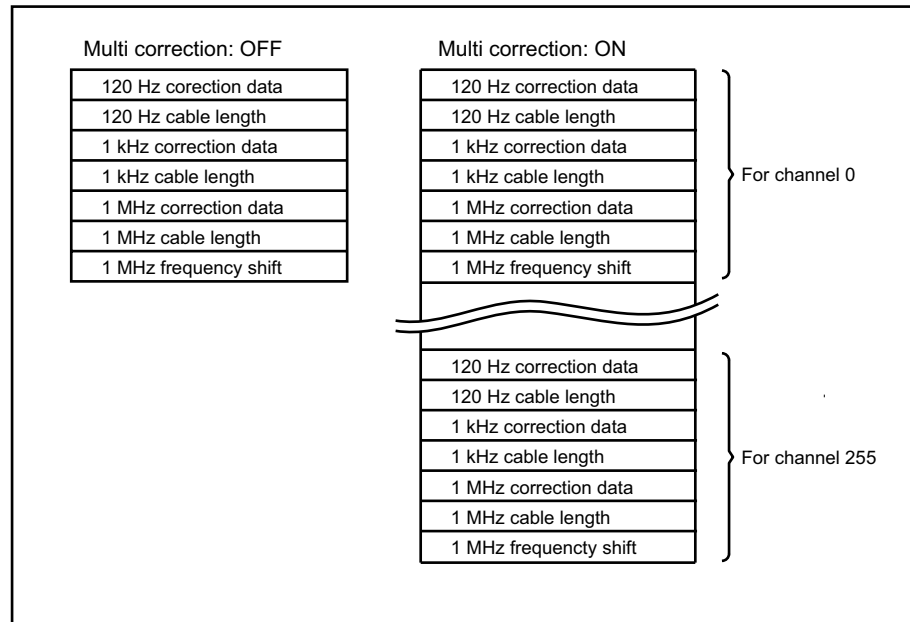 Multi correction: OFF
120 Hz corection data
120 Hz cable length
1 kHz correction data
1 kHz cable length
1 MHz correction data
1 MHz cable length
1 MHz frequency shift
Multi correction: ON
120 Hz correction data
120 Hz cable length
1 kHz correction data
1 kHz cable length
1 MHz correction data
1 MHz cable length
1 MHz frequency shift
For channel 0
120 Hz correction data
120 Hz cable length
1 kHz correction data
1 kHz cable length
1 MHz correction data
1 MHz cable length
1 MHz frequencty shift
For channel 255